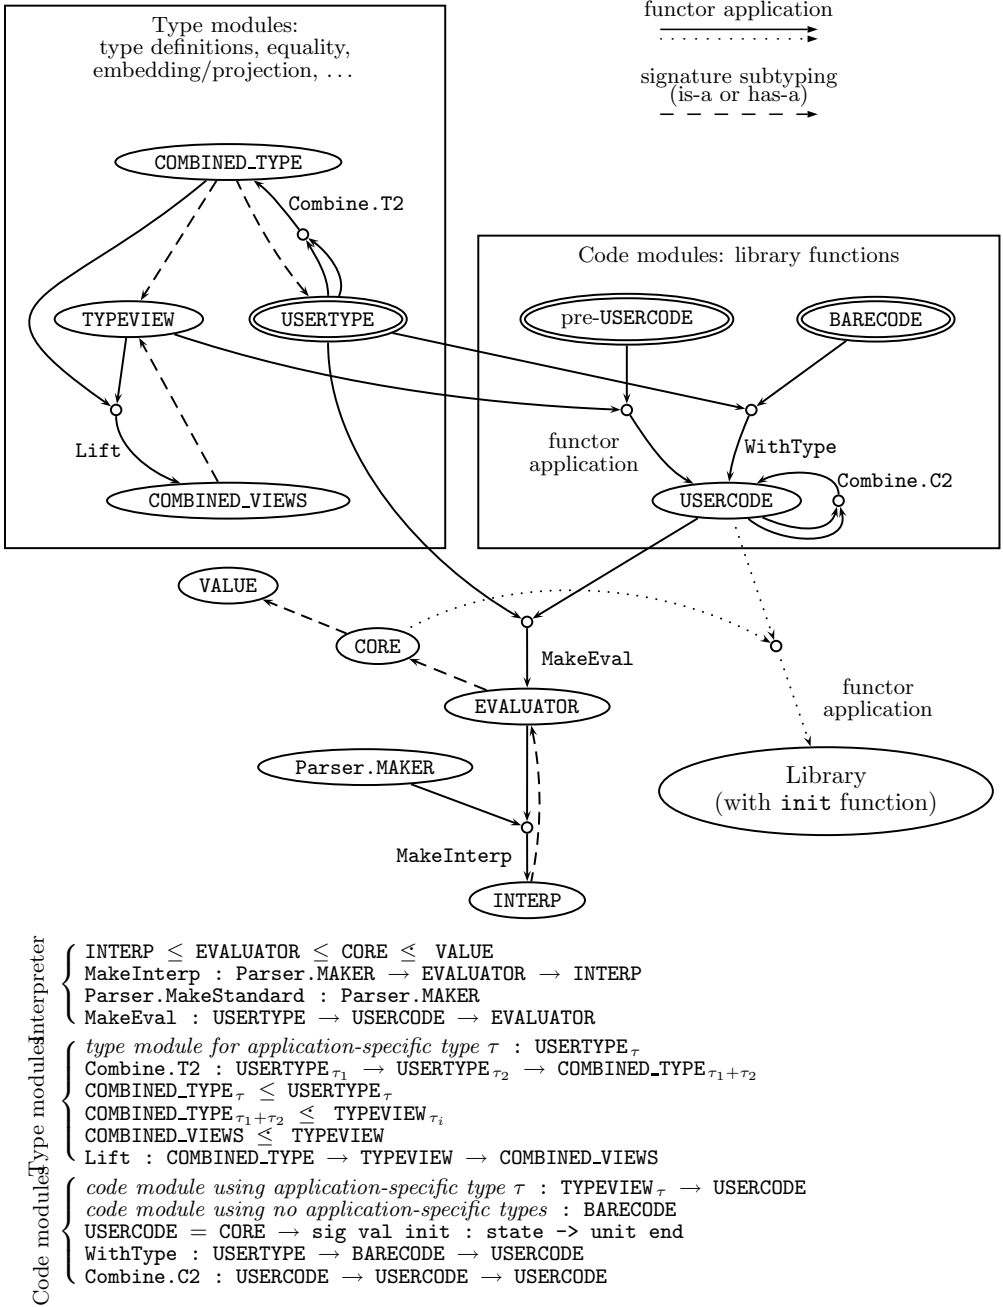 functor application
signature subtyping
(is-a or has-a)
Type modules:
type definitions, equality,
embedding/projection, …
COMBINED_TYPE
Combine.T2
TYPEVIEW
USERTYPE
Lift
COMBINED_VIEWS
Code modules: library functions
pre-USERCODE
BARECODE
functor
application
WithType
USERCODE
Combine.C2
VALUE
CORE
MakeEval
EVALUATOR
functor
application
Parser.MAKER
Library
(with init function)
MakeInterp
INTERP
Interpreter
INTERP ≤ EVALUATOR ≤ CORE ≤̇ VALUE
MakeInterp : Parser.MAKER → EVALUATOR → INTERP
Parser.MakeStandard : Parser.MAKER
MakeEval : USERTYPE → USERCODE → EVALUATOR
Type modules
type module for application-specific type τ : USERTYPE_τ
Combine.T2 : USERTYPE_τ₁ → USERTYPE_τ₂ → COMBINED_TYPE_τ₁₊τ₂
COMBINED_TYPE_τ ≤ USERTYPE_τ
COMBINED_TYPE_τ₁₊τ₂ ≤̇ TYPEVIEW_τᵢ
COMBINED_VIEWS ≤̇ TYPEVIEW
Lift : COMBINED_TYPE → TYPEVIEW → COMBINED_VIEWS
Code modules
code module using application-specific type τ : TYPEVIEW_τ → USERCODE
code module using no application-specific types : BARECODE
USERCODE = CORE → sig val init : state -> unit end
WithType : USERTYPE → BARECODE → USERCODE
Combine.C2 : USERCODE → USERCODE → USERCODE